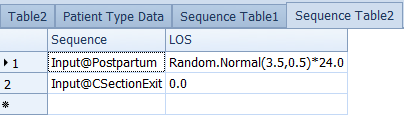 Table2 Patient Type Data Sequence Table1 Sequence Table2
Sequence LOS
1 Input@Postpartum Random.Normal(3.5,0.5)*24.0
2 Input@CSectionExit 0.0
*